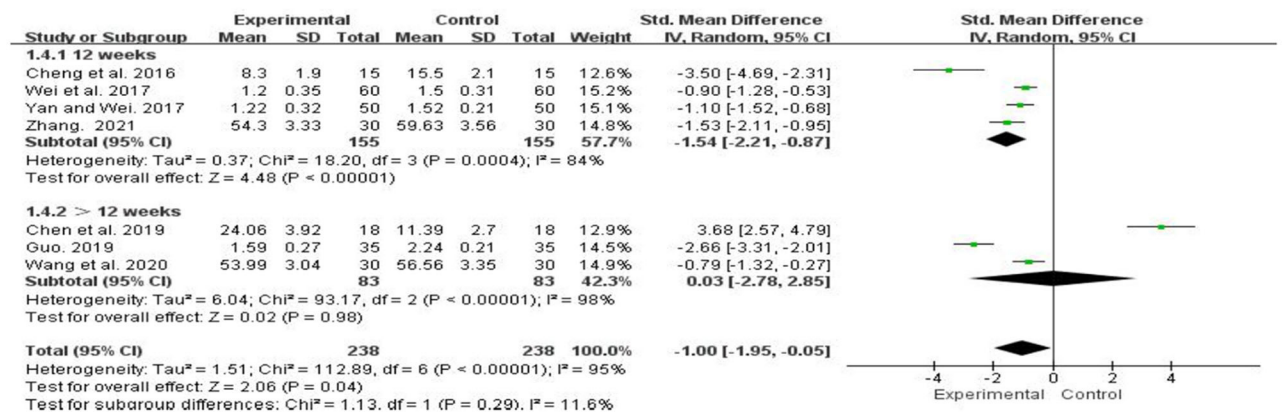 Experimental Control Std. Mean Difference Std. Mean Difference
Study or Subgroup Mean SD Total Mean SD Total Weight IV, Random, 95% CI IV, Random, 95% CI
1.4.1 12 weeks
Cheng et al. 2016 8.3 1.9 15 15.5 2.1 15 12.6% -3.50 [-4.69, -2.31]
Wei et al. 2017 1.2 0.35 60 1.5 0.31 60 15.2% -0.90 [-1.28, -0.53]
Yan and Wei. 2017 1.22 0.32 50 1.52 0.21 50 15.1% -1.10 [-1.52, -0.68]
Zhang. 2021 54.3 3.33 30 59.63 3.56 30 14.8% -1.53 [-2.11, -0.95]
Subtotal (95% CI) 155 155 57.7% -1.54 [-2.21, -0.87]
Heterogeneity: Tau² = 0.37; Chi² = 18.20, df = 3 (P = 0.0004); I² = 84%
Test for overall effect: Z = 4.48 (P < 0.00001)
1.4.2 > 12 weeks
Chen et al. 2019 24.06 3.92 18 11.39 2.7 18 12.9% 3.68 [2.57, 4.79]
Guo. 2019 1.59 0.27 35 2.24 0.21 35 14.5% -2.66 [-3.31, -2.01]
Wang et al. 2020 53.99 3.04 30 56.56 3.35 30 14.9% -0.79 [-1.32, -0.27]
Subtotal (95% CI) 83 83 42.3% 0.03 [-2.78, 2.85]
Heterogeneity: Tau² = 6.04; Chi² = 93.17, df = 2 (P < 0.00001); I² = 98%
Test for overall effect: Z = 0.02 (P = 0.98)
Total (95% CI) 238 238 100.0% -1.00 [-1.95, -0.05]
Heterogeneity: Tau² = 1.51; Chi² = 112.89, df = 6 (P < 0.00001); I² = 95%
Test for overall effect: Z = 2.06 (P = 0.04)
Test for subgroup differences: Chi² = 1.13, df = 1 (P = 0.29), I² = 11.6%
-4 -2 0 2 4
Experimental Control